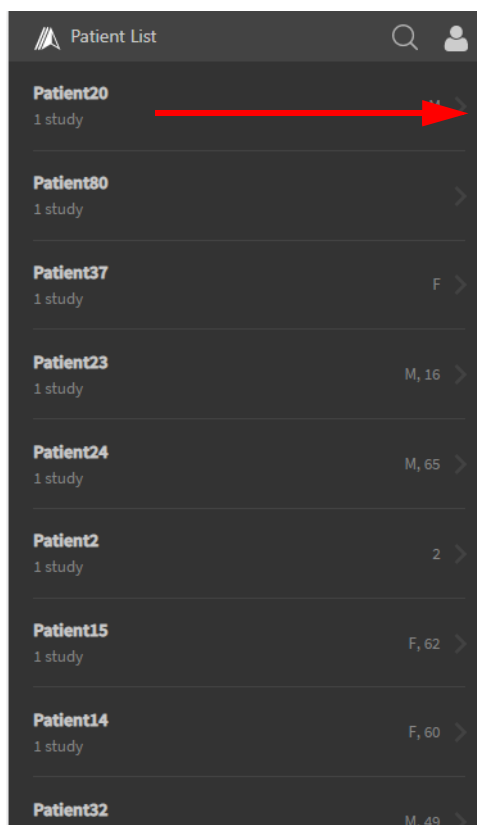 Patient List
Patient20
1 study
Patient80
1 study
Patient37
1 study F
Patient23
1 study M, 16
Patient24
1 study M, 65
Patient2
1 study 2
Patient15
1 study F, 62
Patient14
1 study F, 60
Patient32
M, 49